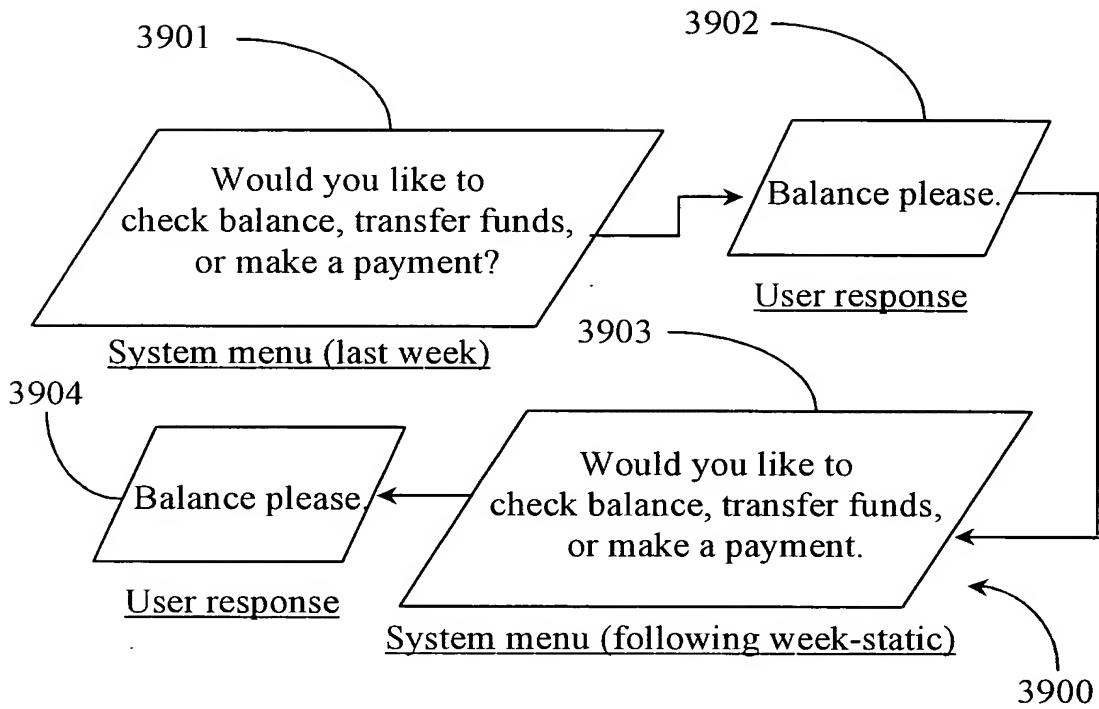 3901
3902
Would you like to
check balance, transfer funds,
or make a payment?
Balance please.
User response
System menu (last week)
3903
3904
Would you like to
check balance, transfer funds,
or make a payment.
Balance please.
User response
System menu (following week-static)
3900